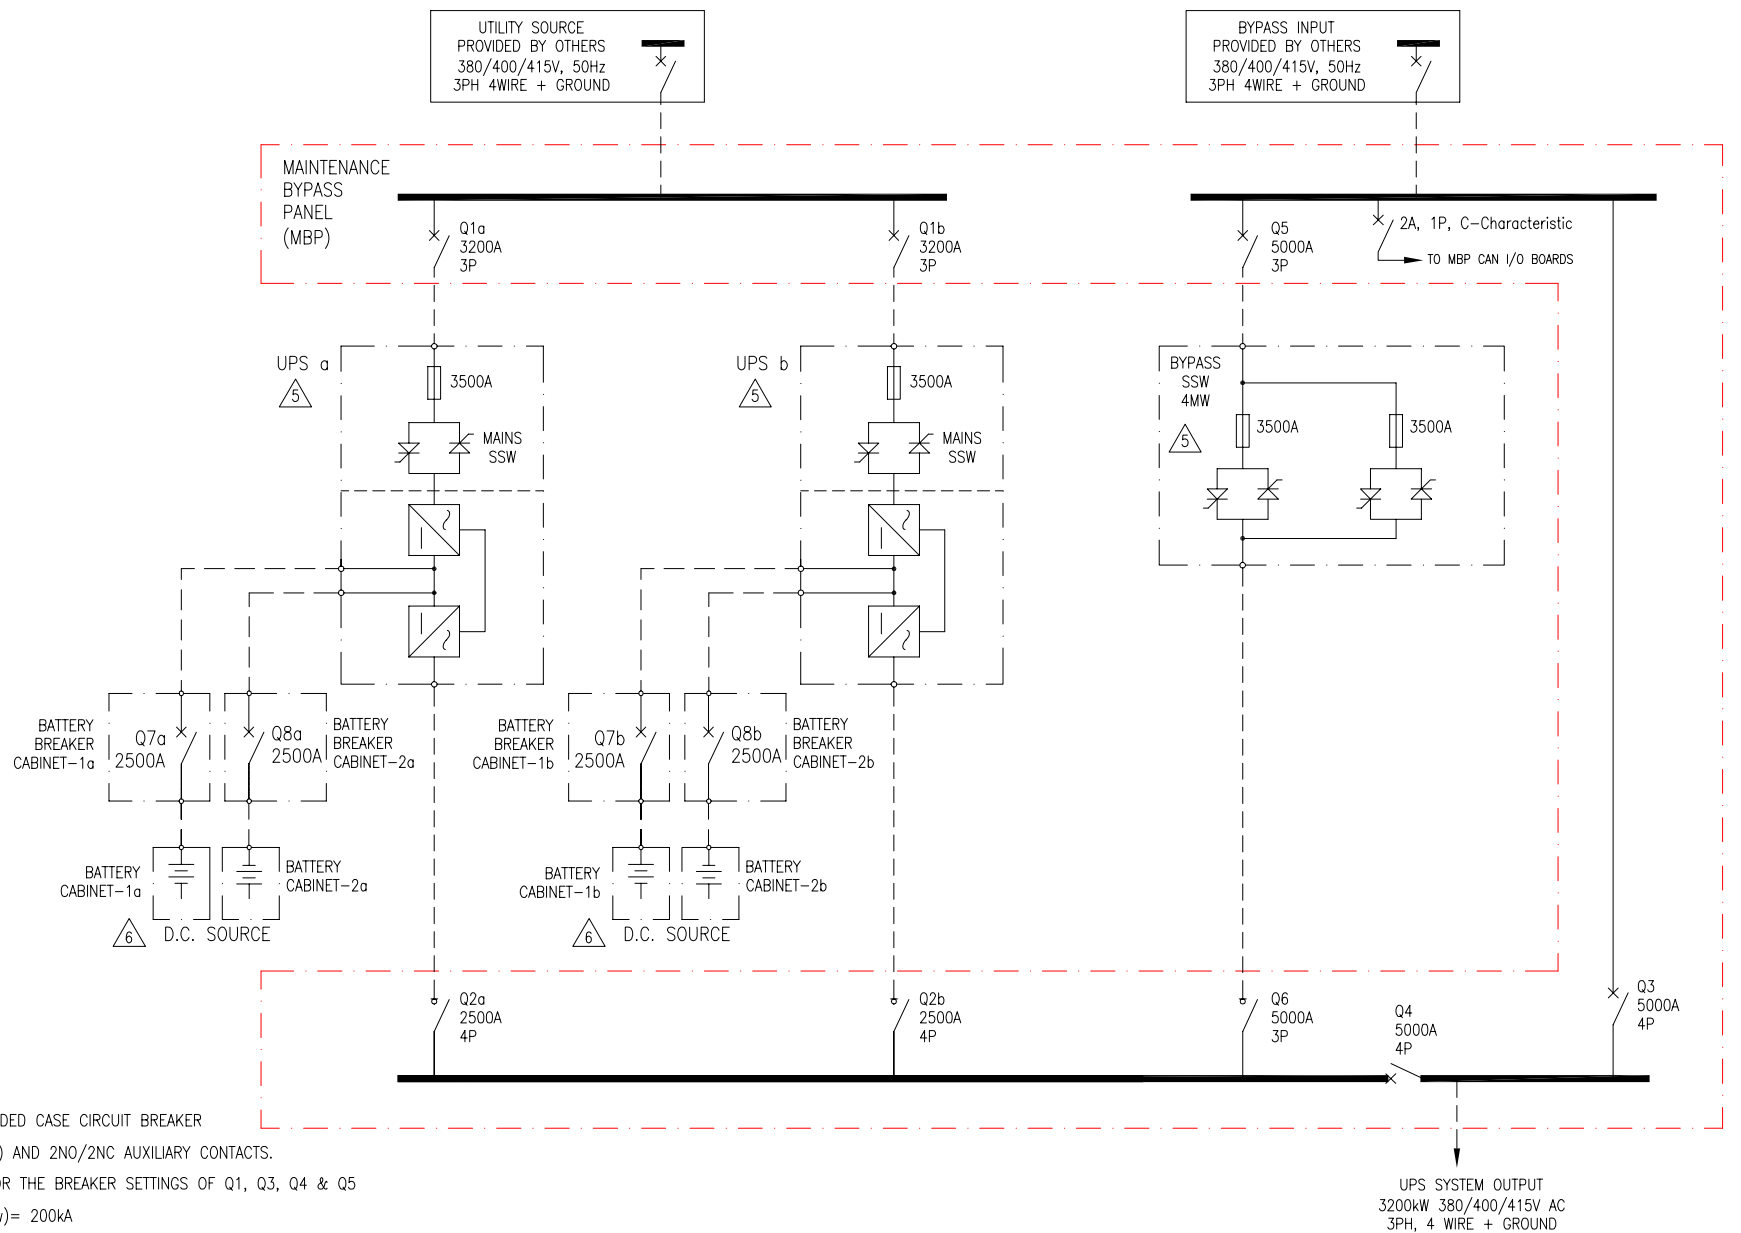 UTILITY SOURCE
PROVIDED BY OTHERS
380/400/415V, 50Hz
3PH 4WIRE + GROUND
BYPASS INPUT
PROVIDED BY OTHERS
380/400/415V, 50Hz
3PH 4WIRE + GROUND
MAINTENANCE
BYPASS
PANEL
(MBP)
Q1a
3200A
3P
Q1b
3200A
3P
Q5
5000A
3P
2A, 1P, C-Characteristic
TO MBP CAN I/O BOARDS
UPS a
5
3500A
MAINS
SSW
UPS b
5
3500A
MAINS
SSW
BYPASS
SSW
4MW
5
3500A
3500A
BATTERY
BREAKER
CABINET-1a
Q7a
2500A
Q8a
2500A
BATTERY
BREAKER
CABINET-2a
BATTERY
BREAKER
CABINET-1b
Q7b
2500A
Q8b
2500A
BATTERY
BREAKER
CABINET-2b
BATTERY
CABINET-1a
BATTERY
CABINET-2a
6
D.C. SOURCE
BATTERY
CABINET-1b
BATTERY
CABINET-2b
6
D.C. SOURCE
Q2a
2500A
4P
Q2b
2500A
4P
Q6
5000A
3P
Q4
5000A
4P
Q3
5000A
4P
DED CASE CIRCUIT BREAKER
) AND 2NO/2NC AUXILIARY CONTACTS.
OR THE BREAKER SETTINGS OF Q1, Q3, Q4 & Q5
)= 200kA
UPS SYSTEM OUTPUT
3200kW 380/400/415V AC
3PH, 4 WIRE + GROUND